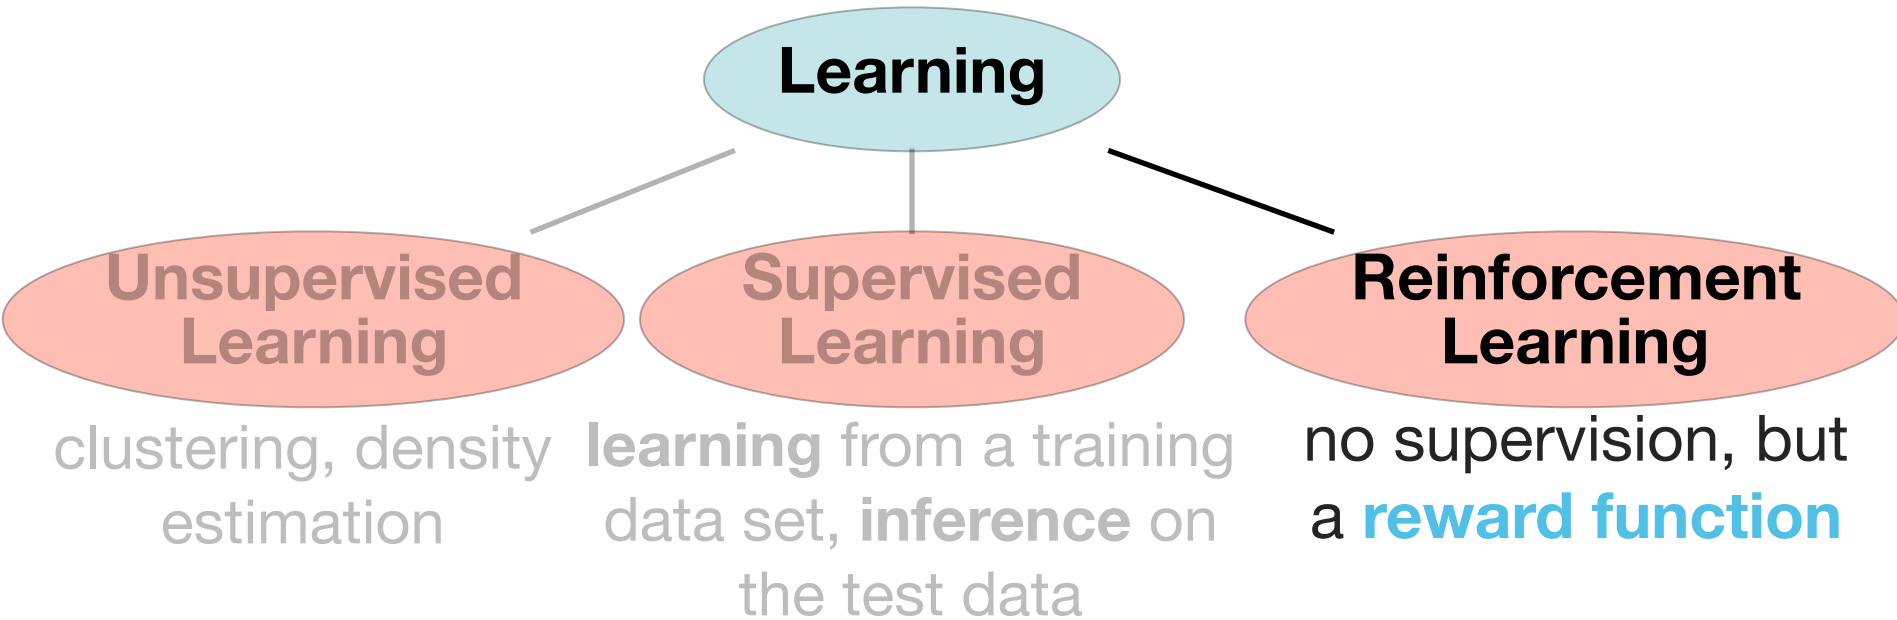 Learning
Unsupervised
Learning
clustering, density
estimation
Supervised
Learning
learning from a training
data set, inference on
the test data
Reinforcement
Learning
no supervision, but
a reward function